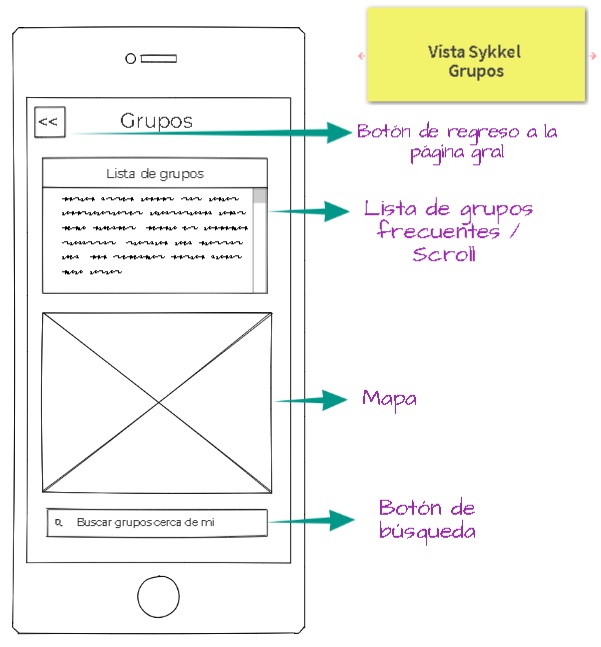 Vista Sykkel
Grupos
<< Grupos
Botón de regreso a la
página gral
Lista de grupos
Lista de grupos
frecuentes /
Scroll
Mapa
Buscar grupos cerca de mi
Botón de
búsqueda